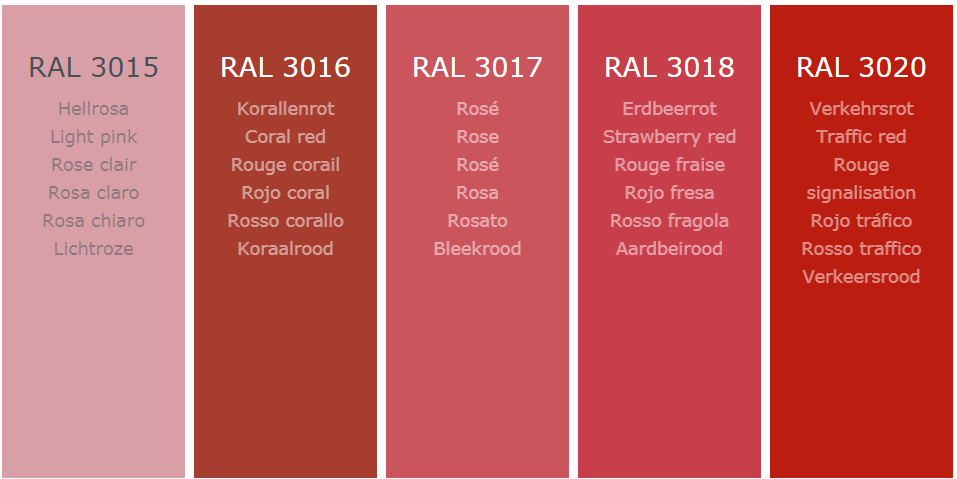 RAL 3015
Hellrosa
Light pink
Rose clair
Rosa claro
Rosa chiaro
Lichtroze
RAL 3016
Korallenrot
Coral red
Rouge corail
Rojo coral
Rosso corallo
Koraalrood
RAL 3017
Rosé
Rose
Rosé
Rosa
Rosato
Bleekrood
RAL 3018
Erdbeerrot
Strawberry red
Rouge fraise
Rojo fresa
Rosso fragola
Aardbeirood
RAL 3020
Verkehrsrot
Traffic red
Rouge
signalisation
Rojo tráfico
Rosso traffico
Verkeersrood